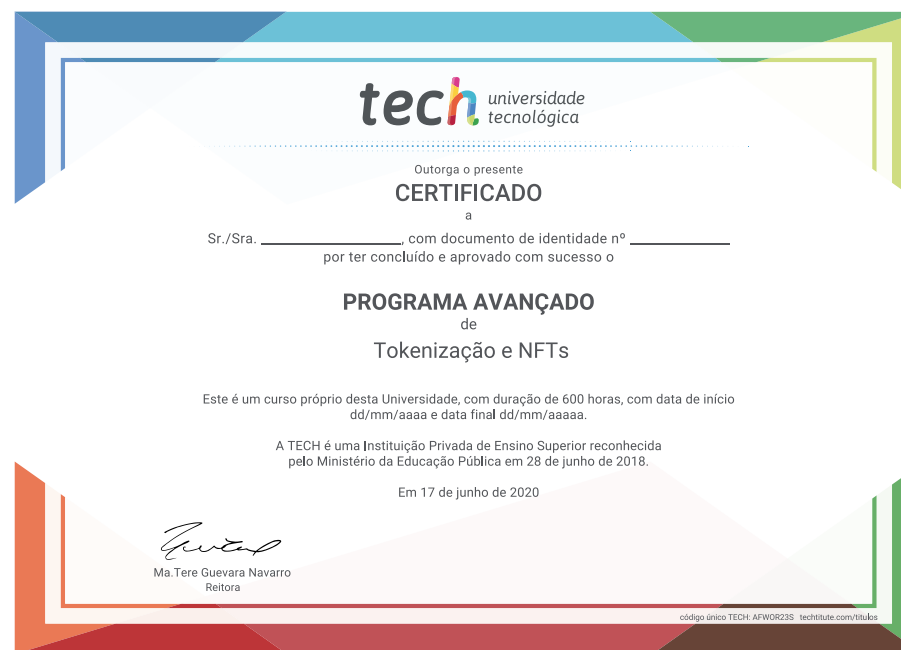 tech universidade
tecnológica
Outorga o presente
CERTIFICADO
a
Sr./Sra. ____________, com documento de identidade nº ____________
por ter concluído e aprovado com sucesso o
PROGRAMA AVANÇADO
de
Tokenização e NFTs
Este é um curso próprio desta Universidade, com duração de 600 horas, com data de início
dd/mm/aaaa e data final dd/mm/aaaaa.
A TECH é uma Instituição Privada de Ensino Superior reconhecida
pelo Ministério da Educação Pública em 28 de junho de 2018.
Em 17 de junho de 2020
Ma.Tere Guevara Navarro
Reitora
código único TECH: AFWOR23S techtitute.com/titulos